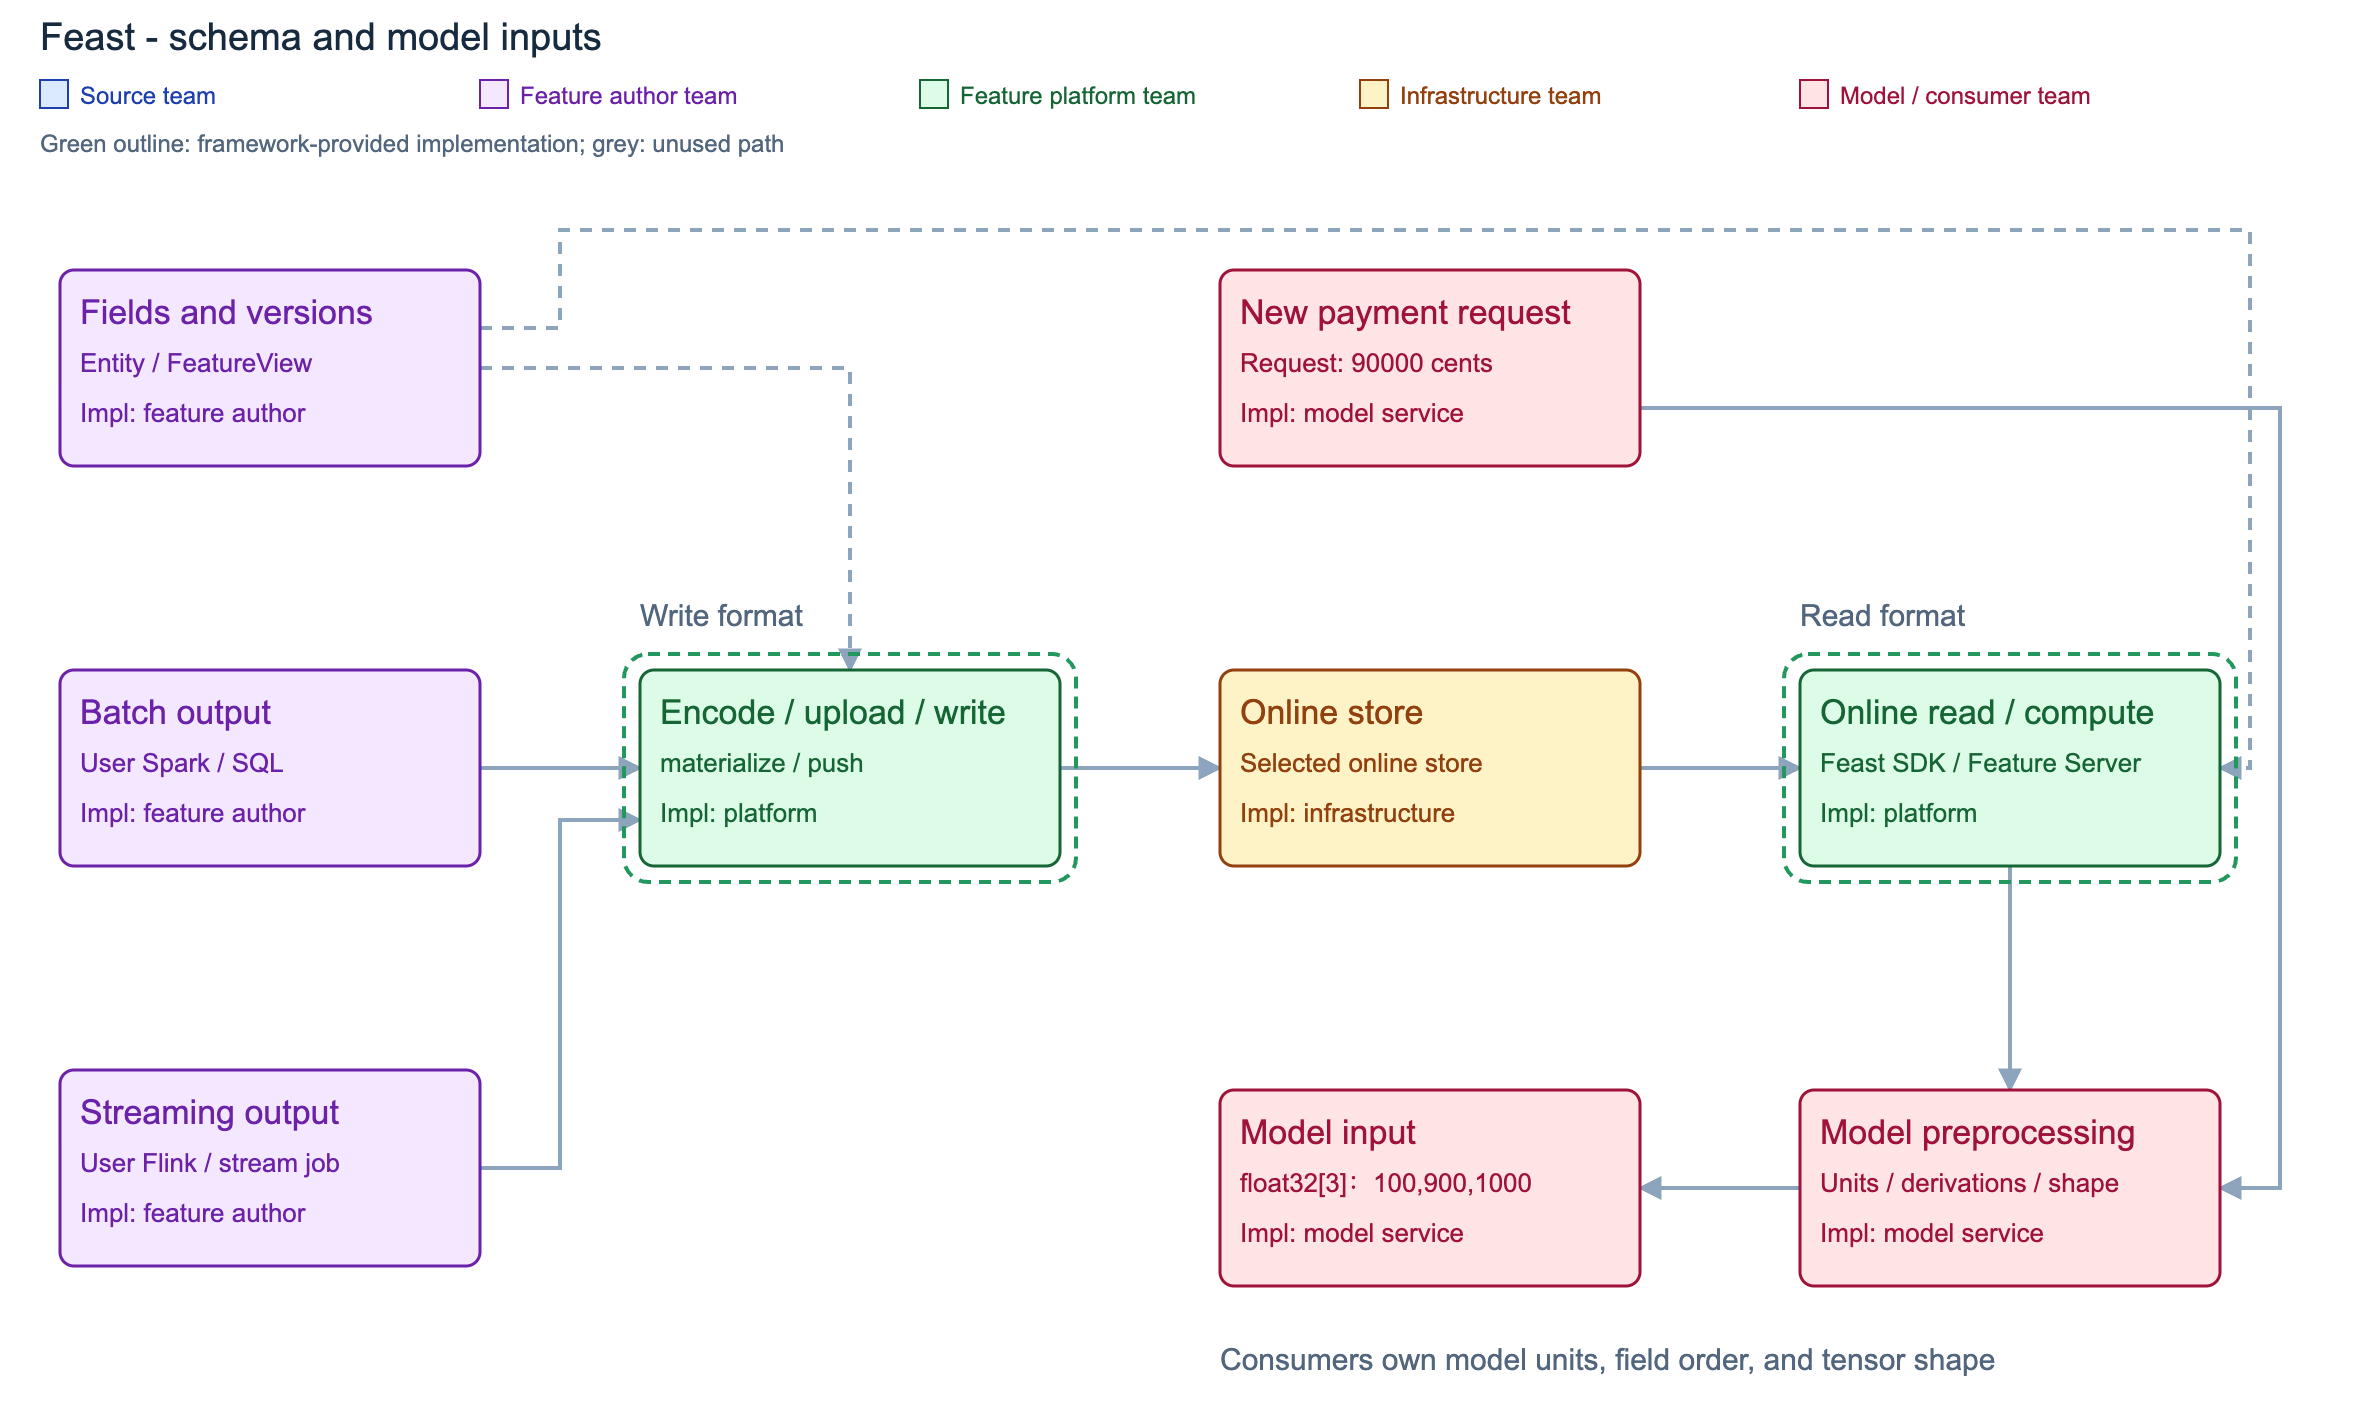 Feast - schema and model inputs
Source team
Feature author team
Feature platform team
Infrastructure team
Model / consumer team
Green outline: framework-provided implementation; grey: unused path
Fields and versions
Entity / FeatureView
Impl: feature author
New payment request
Request: 90000 cents
Impl: model service
Write format
Read format
Batch output
User Spark / SQL
Impl: feature author
Encode / upload / write
materialize / push
Impl: platform
Online store
Selected online store
Impl: infrastructure
Online read / compute
Feast SDK / Feature Server
Impl: platform
Streaming output
User Flink / stream job
Impl: feature author
Model input
float32[3]：100,900,1000
Impl: model service
Model preprocessing
Units / derivations / shape
Impl: model service
Consumers own model units, field order, and tensor shape